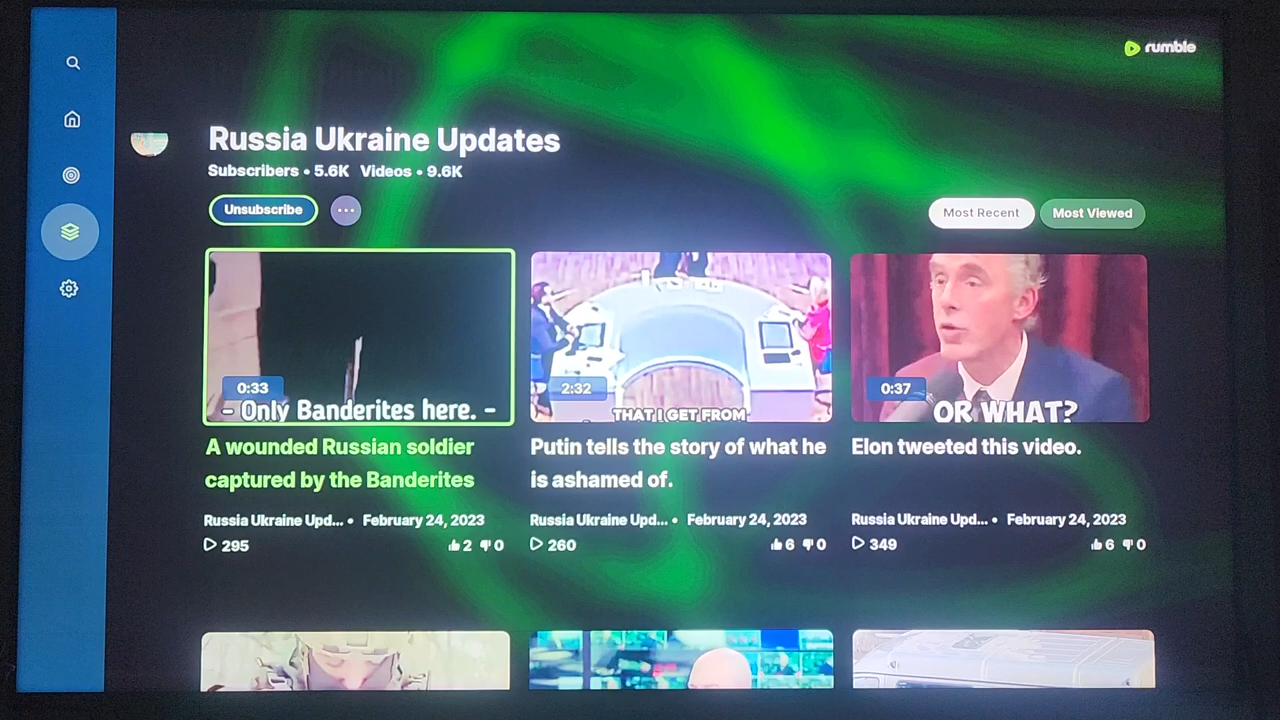 rumble
Russia Ukraine Updates
Subscribers • 5.6K Videos • 9.6K
Unsubscribe
Most Recent
Most Viewed
0:33
- Only Banderites here. -
2:32
THAT I GET FROM
0:37
OR WHAT?
A wounded Russian soldier
captured by the Banderites
Putin tells the story of what he
is ashamed of.
Elon tweeted this video.
Russia Ukraine Upd... • February 24, 2023
295 2 0
Russia Ukraine Upd... • February 24, 2023
260 6 0
Russia Ukraine Upd... • February 24, 2023
349 6 0